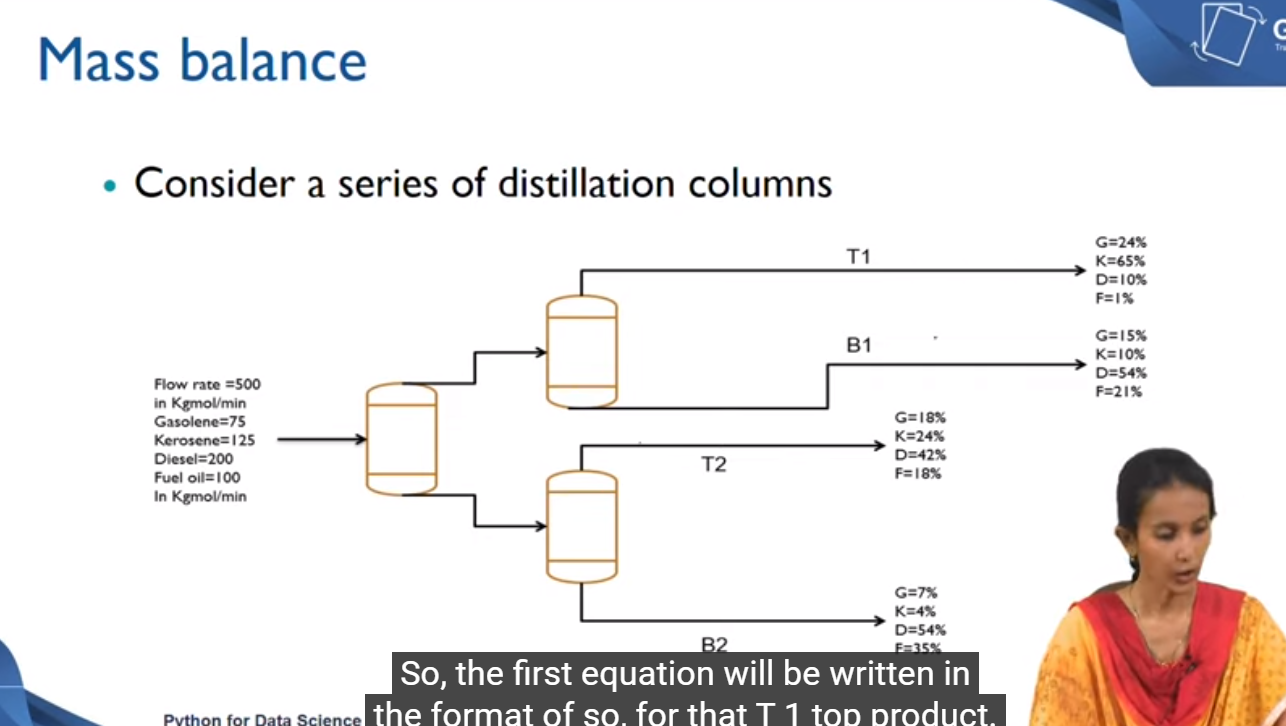 Mass balance
• Consider a series of distillation columns
T1
G=24%
K=65%
D=10%
F=1%
B1
G=15%
K=10%
D=54%
F=21%
Flow rate =500
in Kgmol/min
Gasolene=75
Kerosene=125
Diesel=200
Fuel oil=100
In Kgmol/min
T2
G=18%
K=24%
D=42%
F=18%
B2
G=7%
K=4%
D=54%
F=35%
So, the first equation will be written in
the format of so, for that T 1 top product,
Python for Data Science